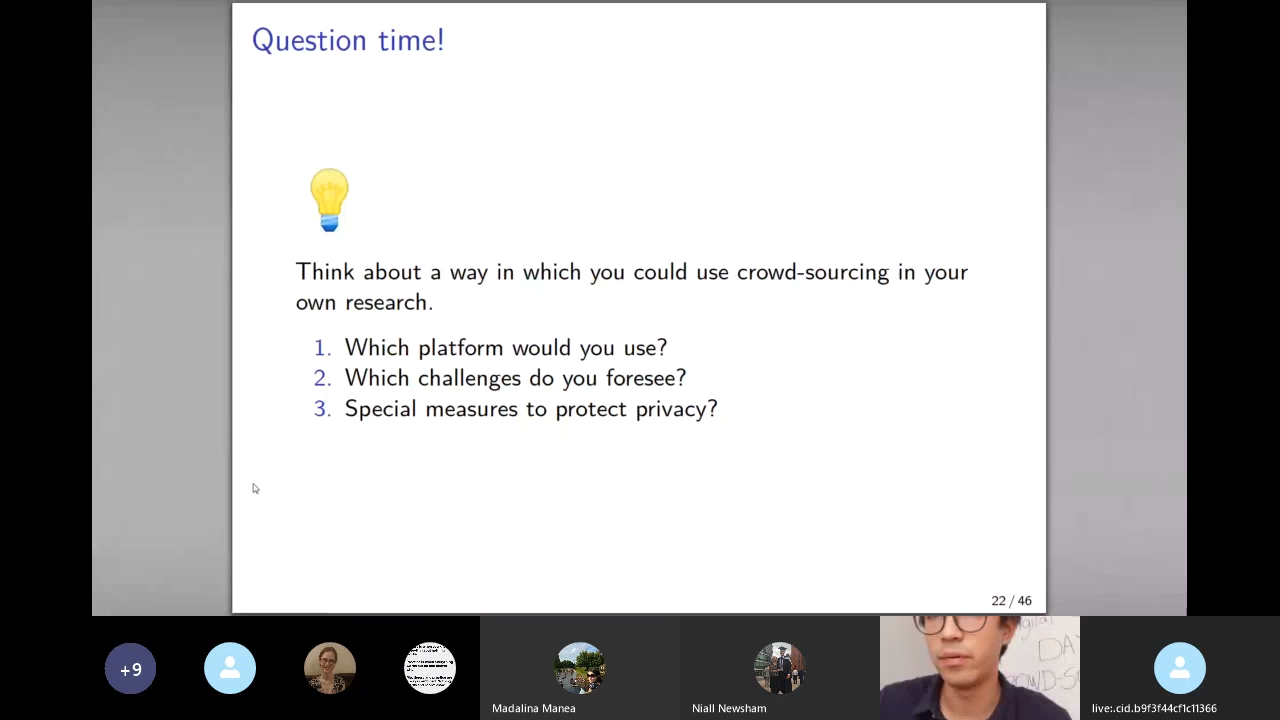 Question time!
Think about a way in which you could use crowd-sourcing in your
own research.
1. Which platform would you use?
2. Which challenges do you foresee?
3. Special measures to protect privacy?
22 / 46
+9
Madalina Manea
Niall Newsham
live:.cid.b9f3f44cf1c11366